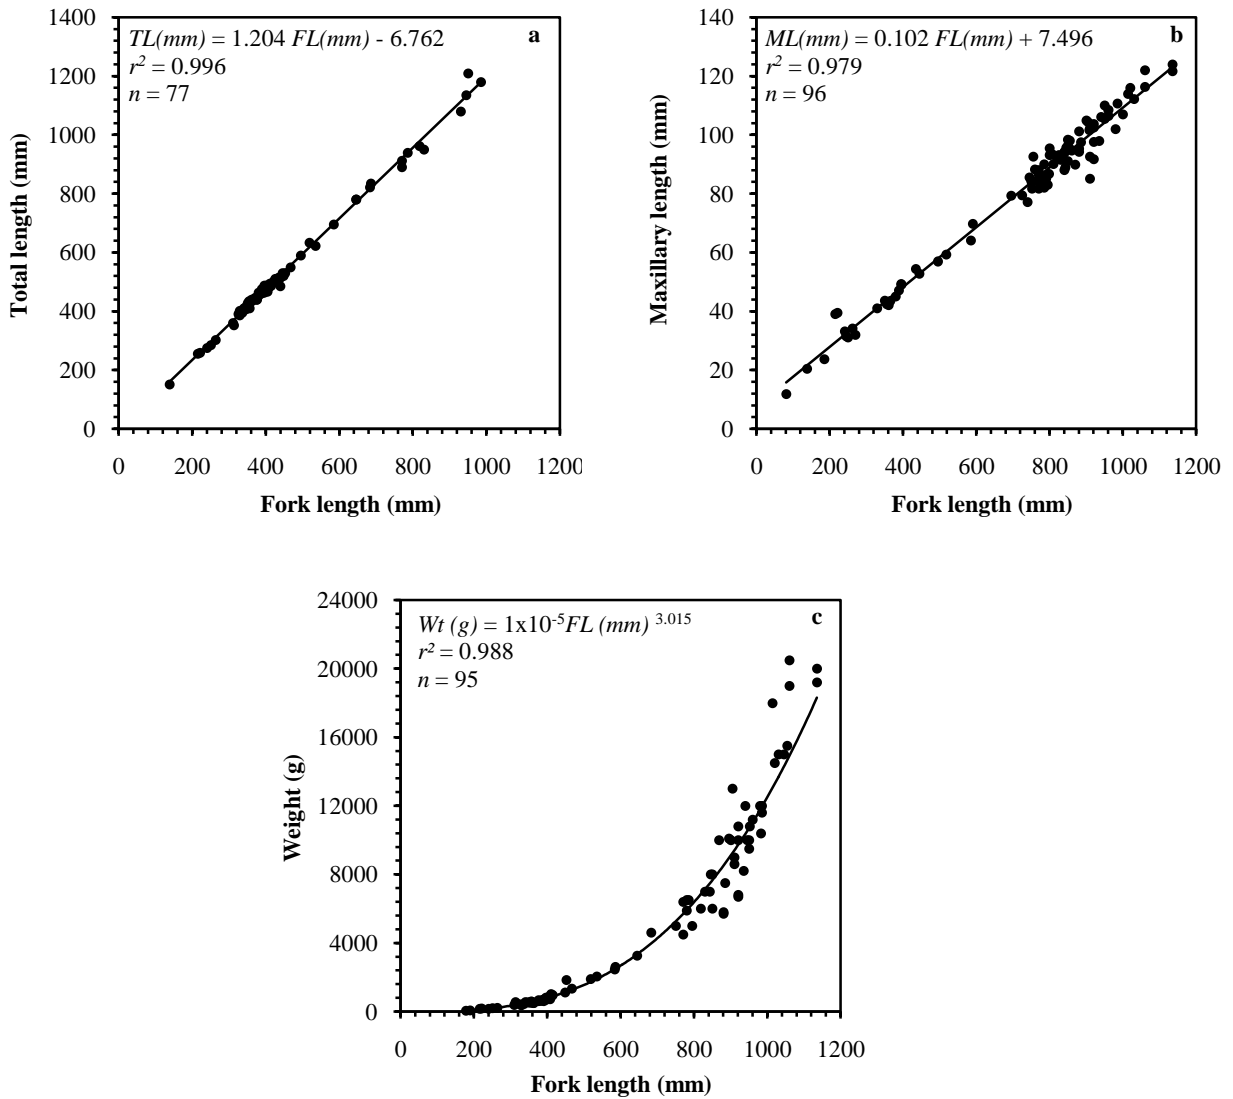 TL(mm) = 1.204 FL(mm) - 6.762
r² = 0.996
n = 77
a
1400
1200
1000
800
600
400
200
0
Total length (mm)
0 200 400 600 800 1000 1200
Fork length (mm)
ML(mm) = 0.102 FL(mm) + 7.496
r² = 0.979
n = 96
b
140
120
100
80
60
40
20
0
Maxillary length (mm)
0 200 400 600 800 1000 1200
Fork length (mm)
Wt (g) = 1x10⁻⁵FL (mm) ³·⁰¹⁵
r² = 0.988
n = 95
c
24000
20000
16000
12000
8000
4000
0
Weight (g)
0 200 400 600 800 1000 1200
Fork length (mm)